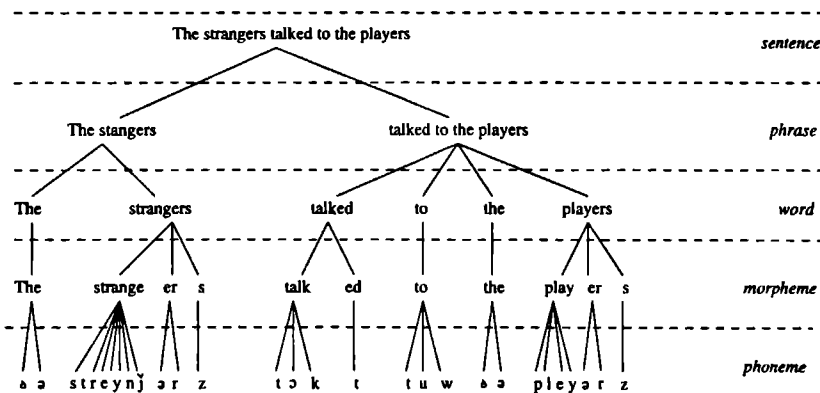 The strangers talked to the players
sentence
The stangers talked to the players
phrase
The strangers talked to the players
word
The strange er s talk ed to the play er s
morpheme
ð ə s t r e y n ǰ ə r z t ɔ k t t u w ð ə p l e y ə r z
phoneme